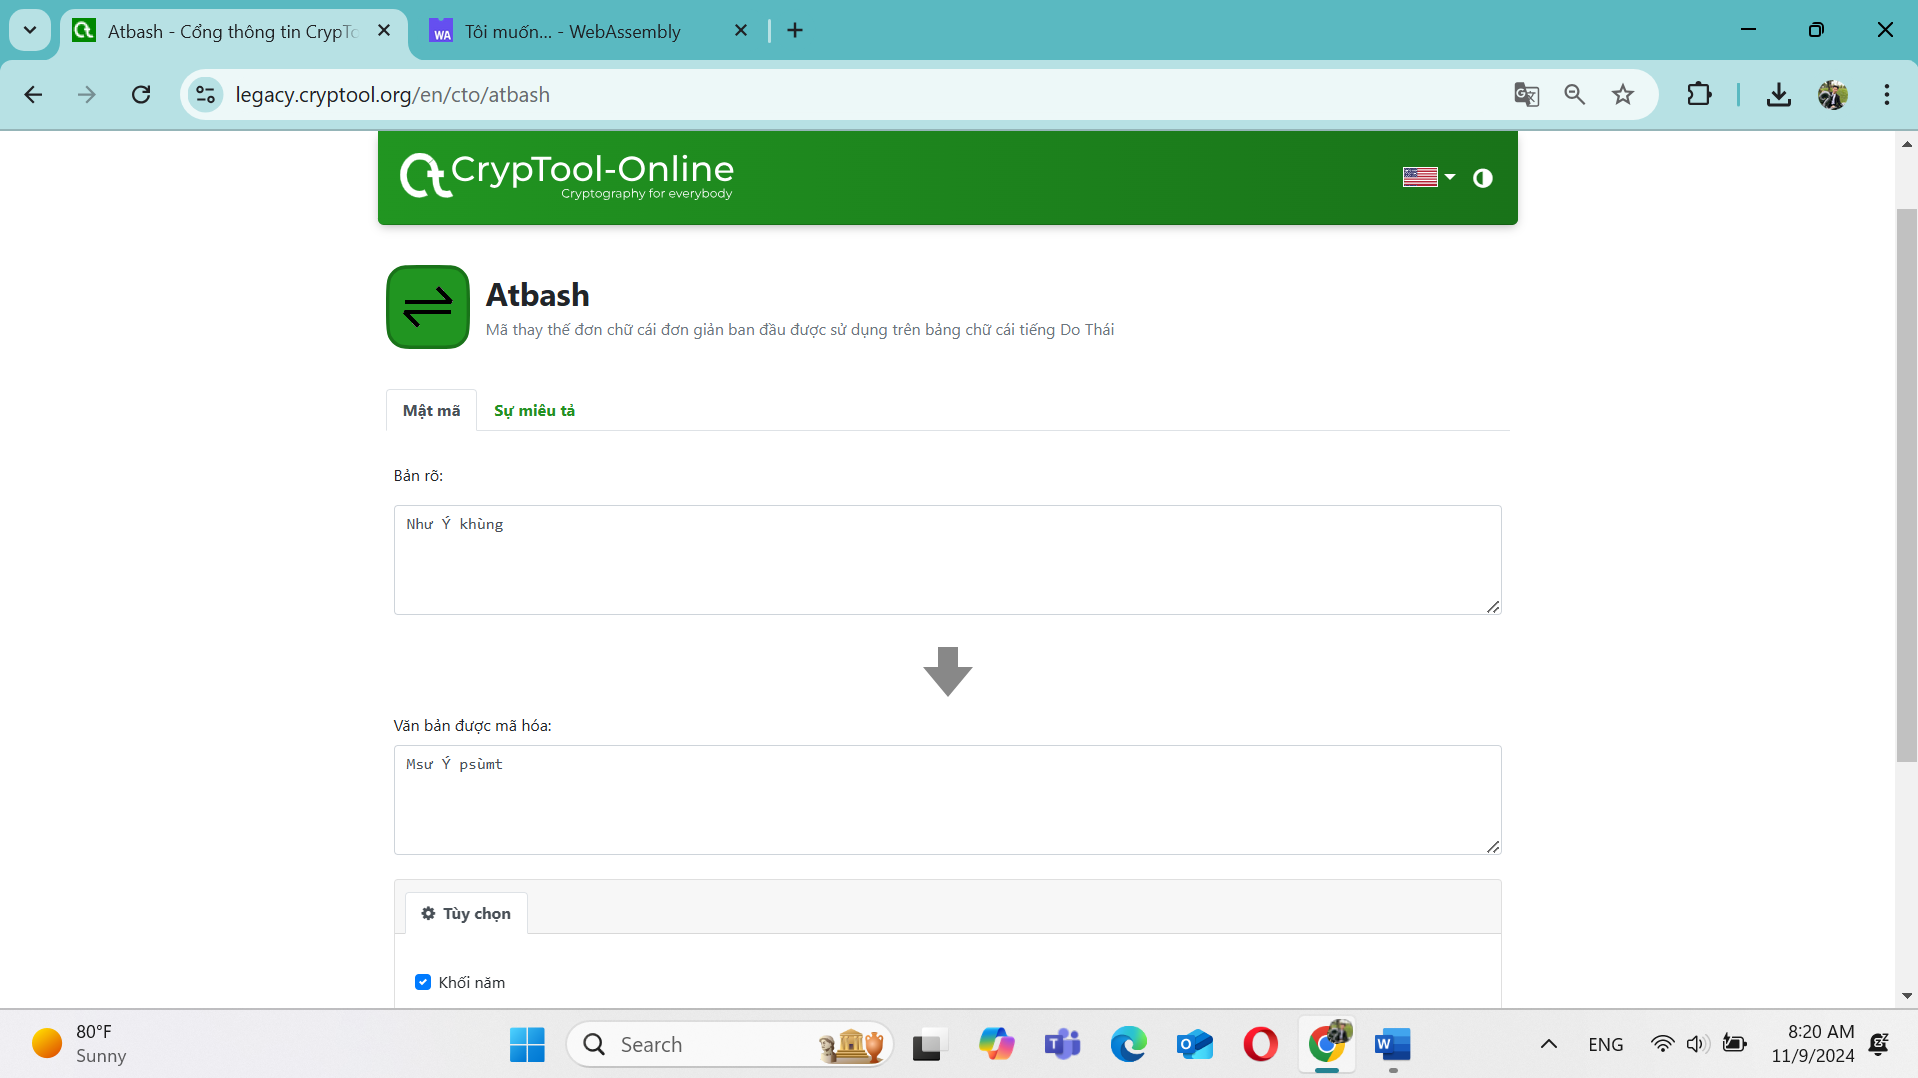 Atbash - Cổng thông tin CrypTo
WA
Tôi muốn... - WebAssembly
legacy.cryptool.org/en/cto/atbash
CrypTool-Online
Cryptography for everybody
Atbash
Mã thay thế đơn chữ cái đơn giản ban đầu được sử dụng trên bảng chữ cái tiếng Do Thái
Mật mã
Sự miêu tả
Bản rõ:
Như Ý khùng
Văn bản được mã hóa:
Msư Ý psùmt
Tùy chọn
Khối năm
80°F
Sunny
Search
ENG
8:20 AM
11/9/2024